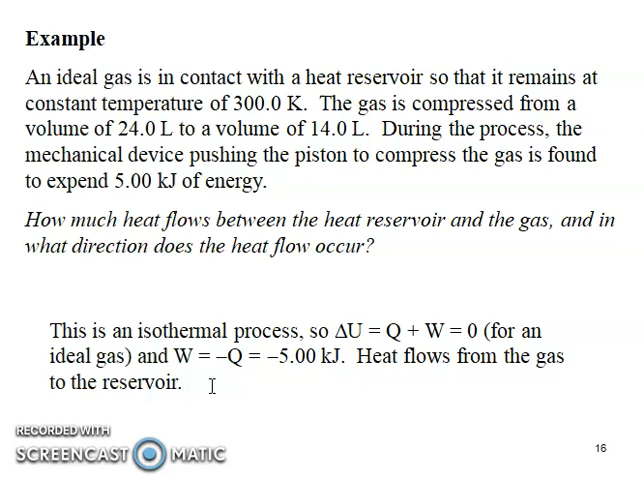 Example
An ideal gas is in contact with a heat reservoir so that it remains at
constant temperature of 300.0 K.  The gas is compressed from a
volume of 24.0 L to a volume of 14.0 L.  During the process, the
mechanical device pushing the piston to compress the gas is found
to expend 5.00 kJ of energy.
How much heat flows between the heat reservoir and the gas, and in
what direction does the heat flow occur?
This is an isothermal process, so ΔU = Q + W = 0 (for an
ideal gas) and W = –Q = –5.00 kJ.  Heat flows from the gas
to the reservoir.
RECORDED WITH
SCREENCAST MATIC
16